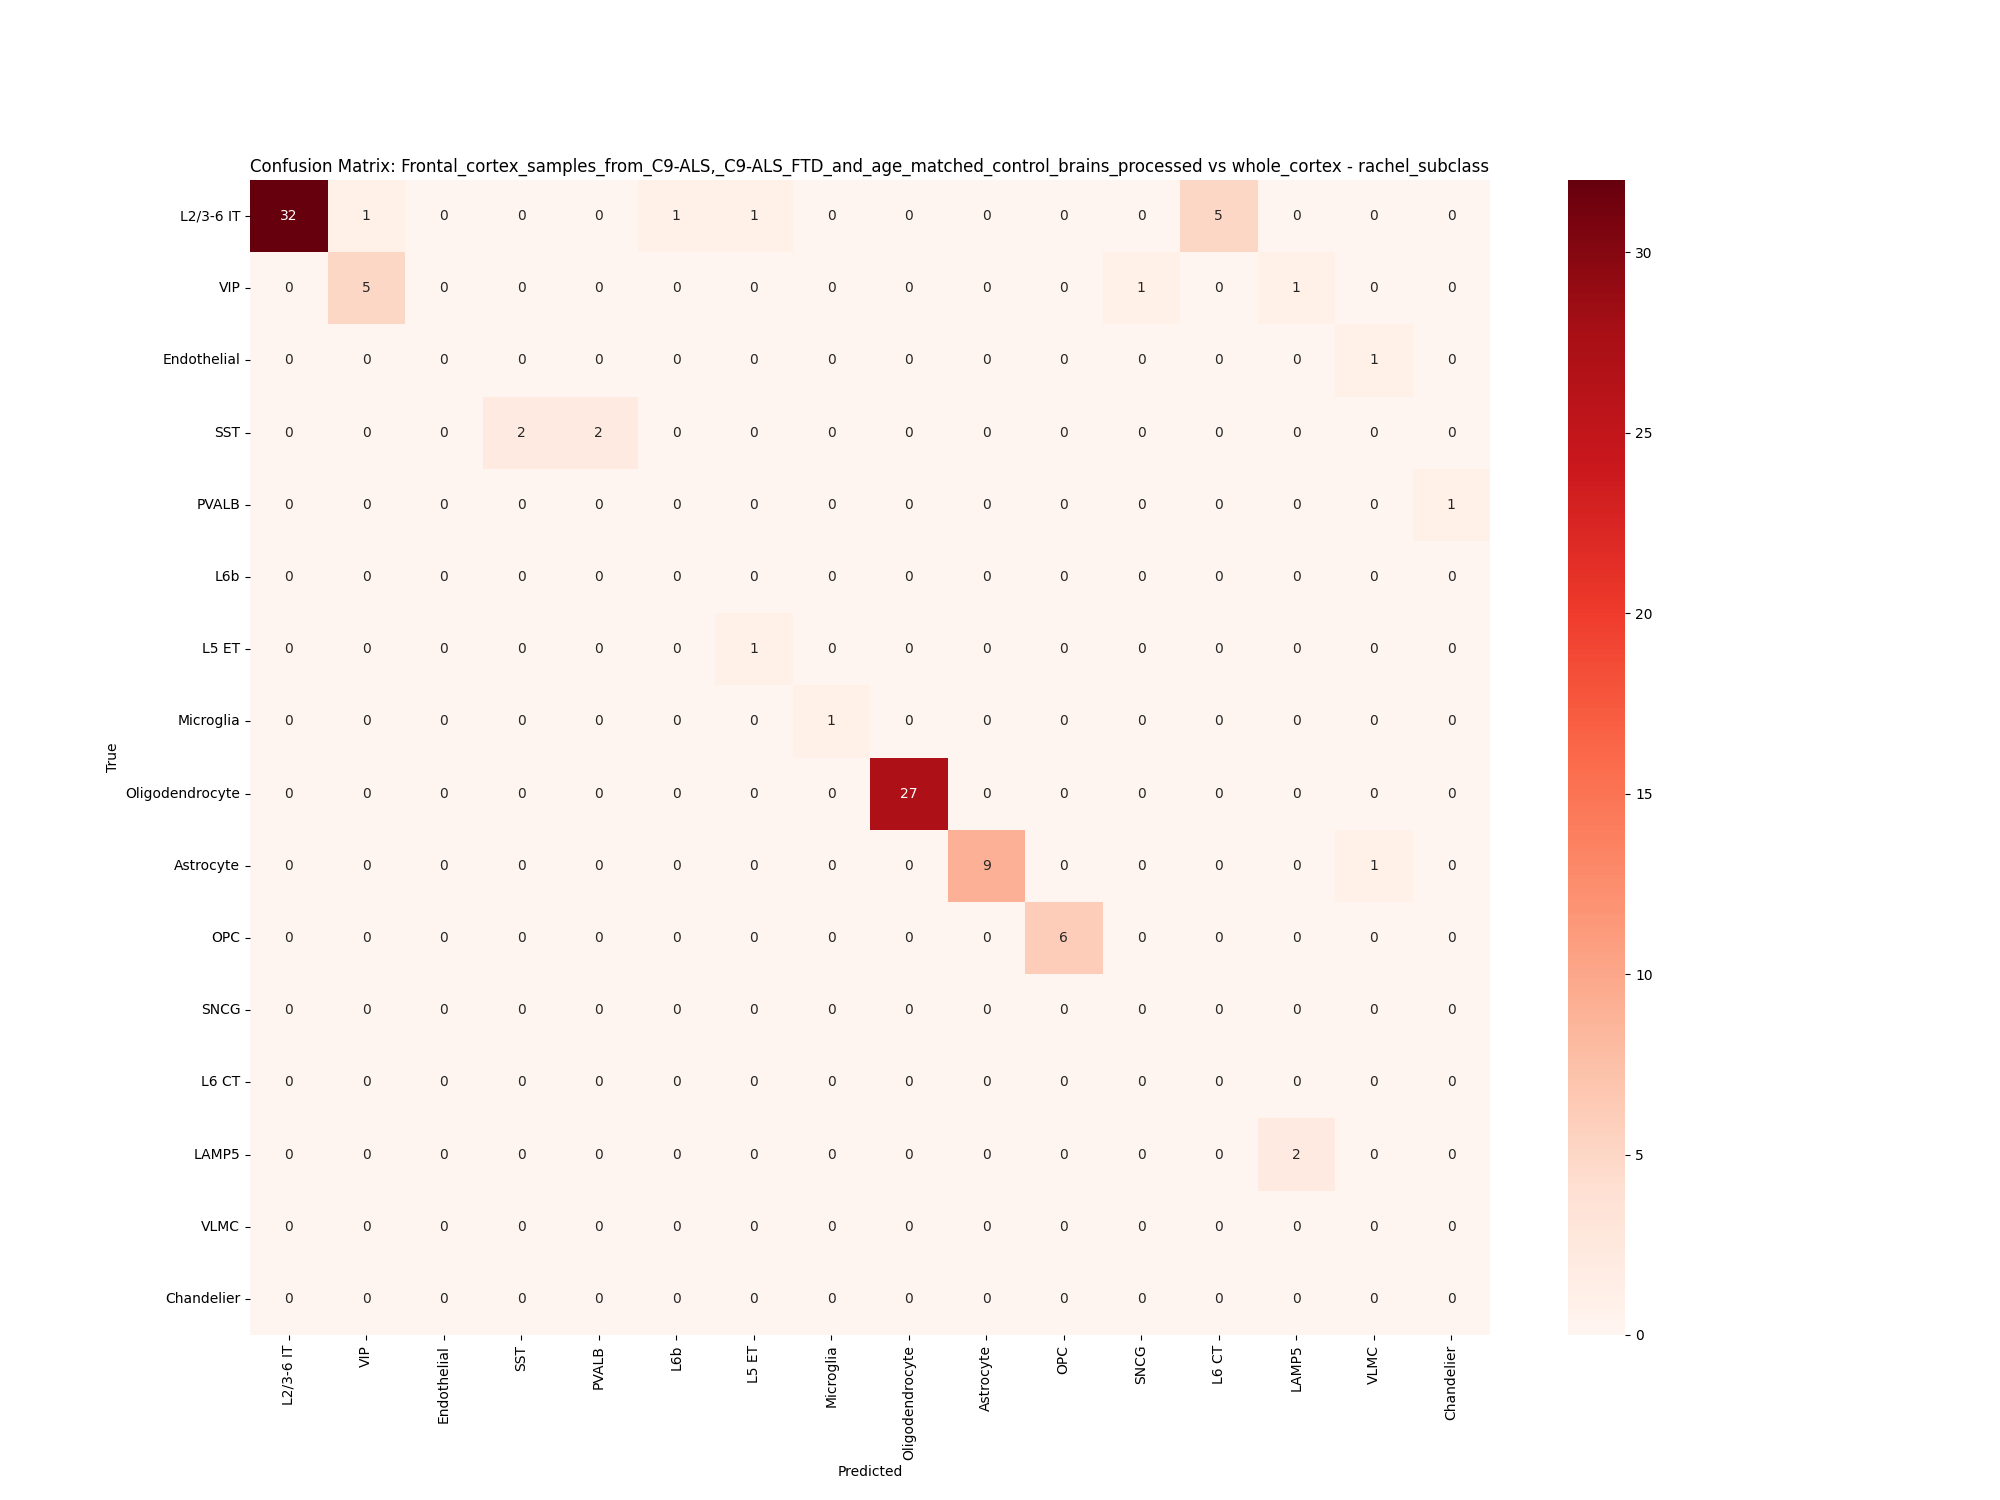 Confusion Matrix: Frontal_cortex_samples_from_C9-ALS,_C9-ALS_FTD_and_age_matched_control_brains_processed vs whole_cortex - rachel_subclass
L2/3-6 IT 32 1 0 0 0 1 1 0 0 0 0 0 5 0 0 0
VIP 0 5 0 0 0 0 0 0 0 0 0 1 0 1 0 0
Endothelial 0 0 0 0 0 0 0 0 0 0 0 0 0 0 1 0
SST 0 0 0 2 2 0 0 0 0 0 0 0 0 0 0 0
PVALB 0 0 0 0 0 0 0 0 0 0 0 0 0 0 0 1
L6b 0 0 0 0 0 0 0 0 0 0 0 0 0 0 0 0
L5 ET 0 0 0 0 0 0 1 0 0 0 0 0 0 0 0 0
Microglia 0 0 0 0 0 0 0 1 0 0 0 0 0 0 0 0
Oligodendrocyte 0 0 0 0 0 0 0 0 27 0 0 0 0 0 0 0
Astrocyte 0 0 0 0 0 0 0 0 0 9 0 0 0 0 1 0
OPC 0 0 0 0 0 0 0 0 0 0 6 0 0 0 0 0
SNCG 0 0 0 0 0 0 0 0 0 0 0 0 0 0 0 0
L6 CT 0 0 0 0 0 0 0 0 0 0 0 0 0 0 0 0
LAMP5 0 0 0 0 0 0 0 0 0 0 0 0 0 2 0 0
VLMC 0 0 0 0 0 0 0 0 0 0 0 0 0 0 0 0
Chandelier 0 0 0 0 0 0 0 0 0 0 0 0 0 0 0 0
True
L2/3-6 IT VIP Endothelial SST PVALB L6b L5 ET Microglia Oligodendrocyte Astrocyte OPC SNCG L6 CT LAMP5 VLMC Chandelier
Predicted
30
25
20
15
10
5
0